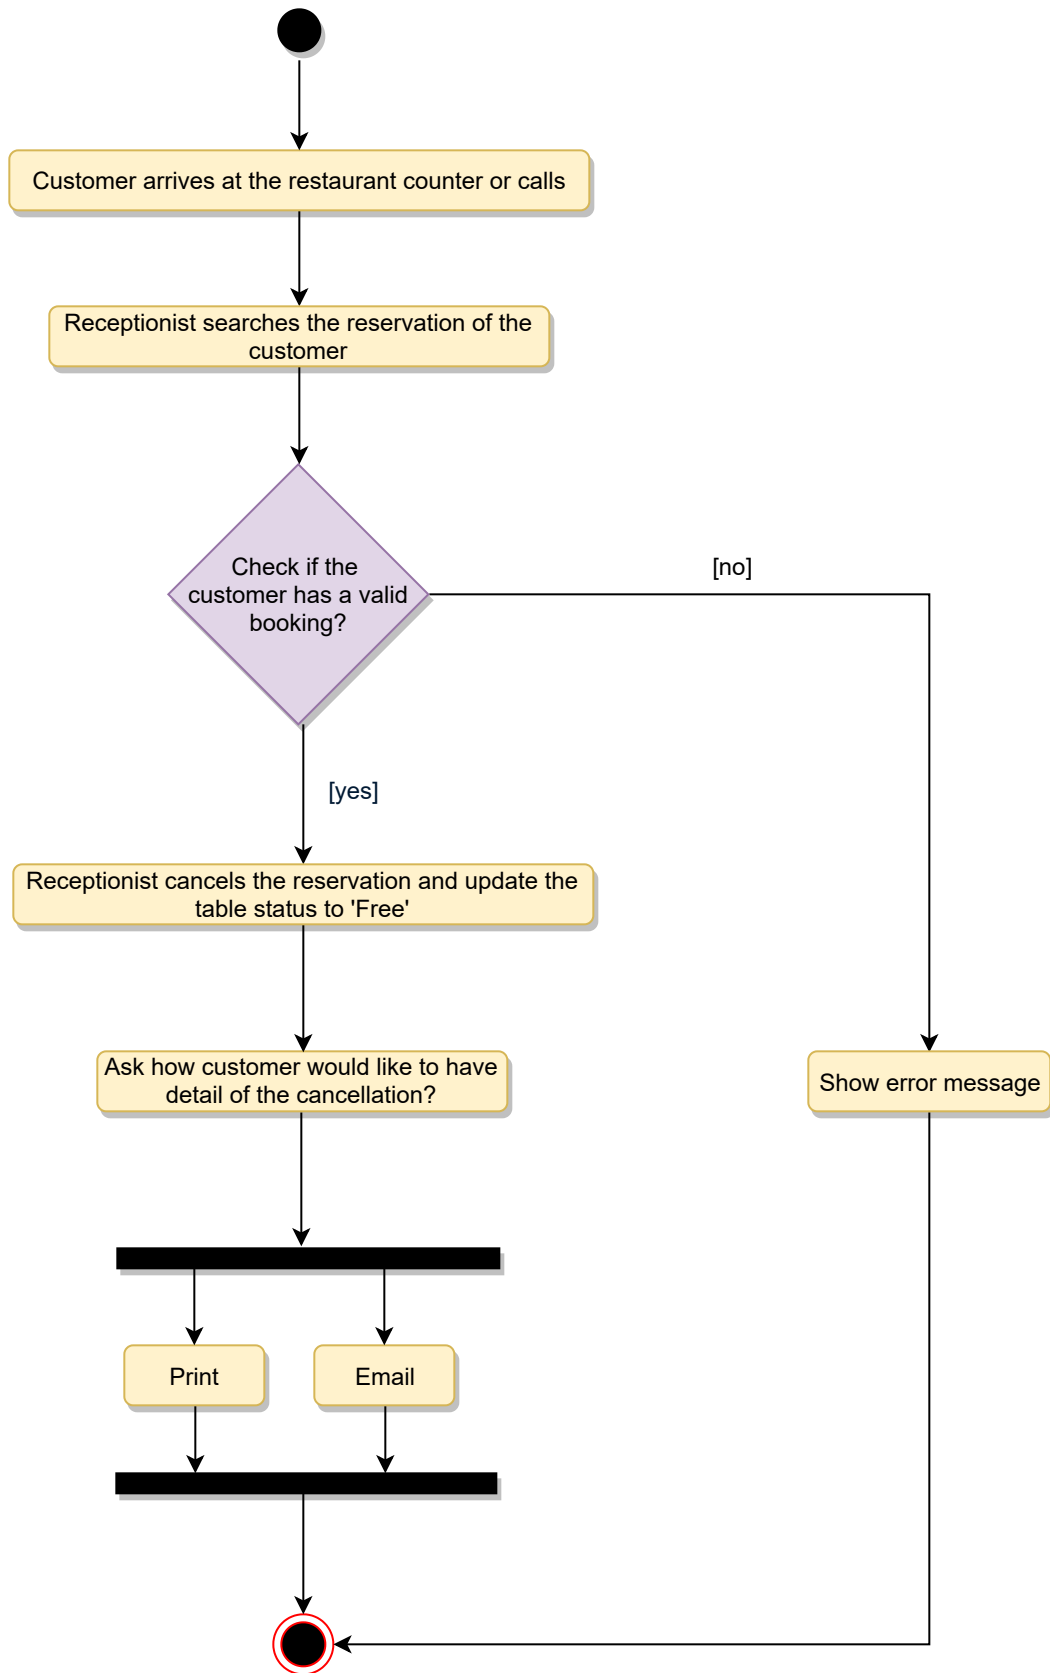 Customer arrives at the restaurant counter or calls
Receptionist searches the reservation of the
customer
Check if the
customer has a valid
booking?
[no]
[yes]
Receptionist cancels the reservation and update the
table status to 'Free'
Ask how customer would like to have
detail of the cancellation?
Show error message
Print
Email